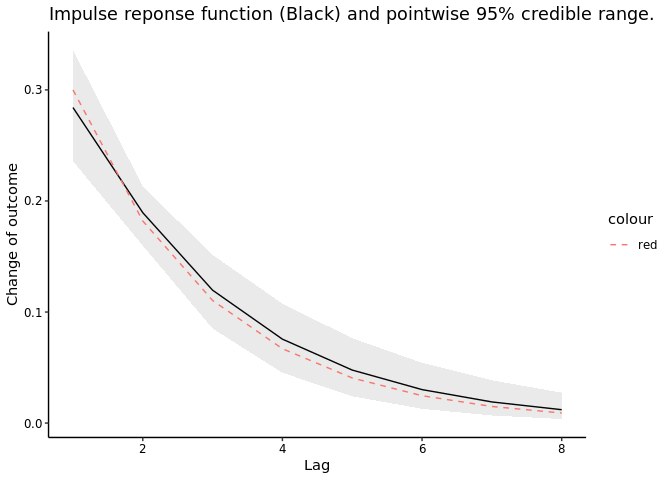 Impulse reponse function (Black) and pointwise 95% credible range.
Change of outcome
0.3
0.2
0.1
0.0
2
4
6
8
Lag
colour
red